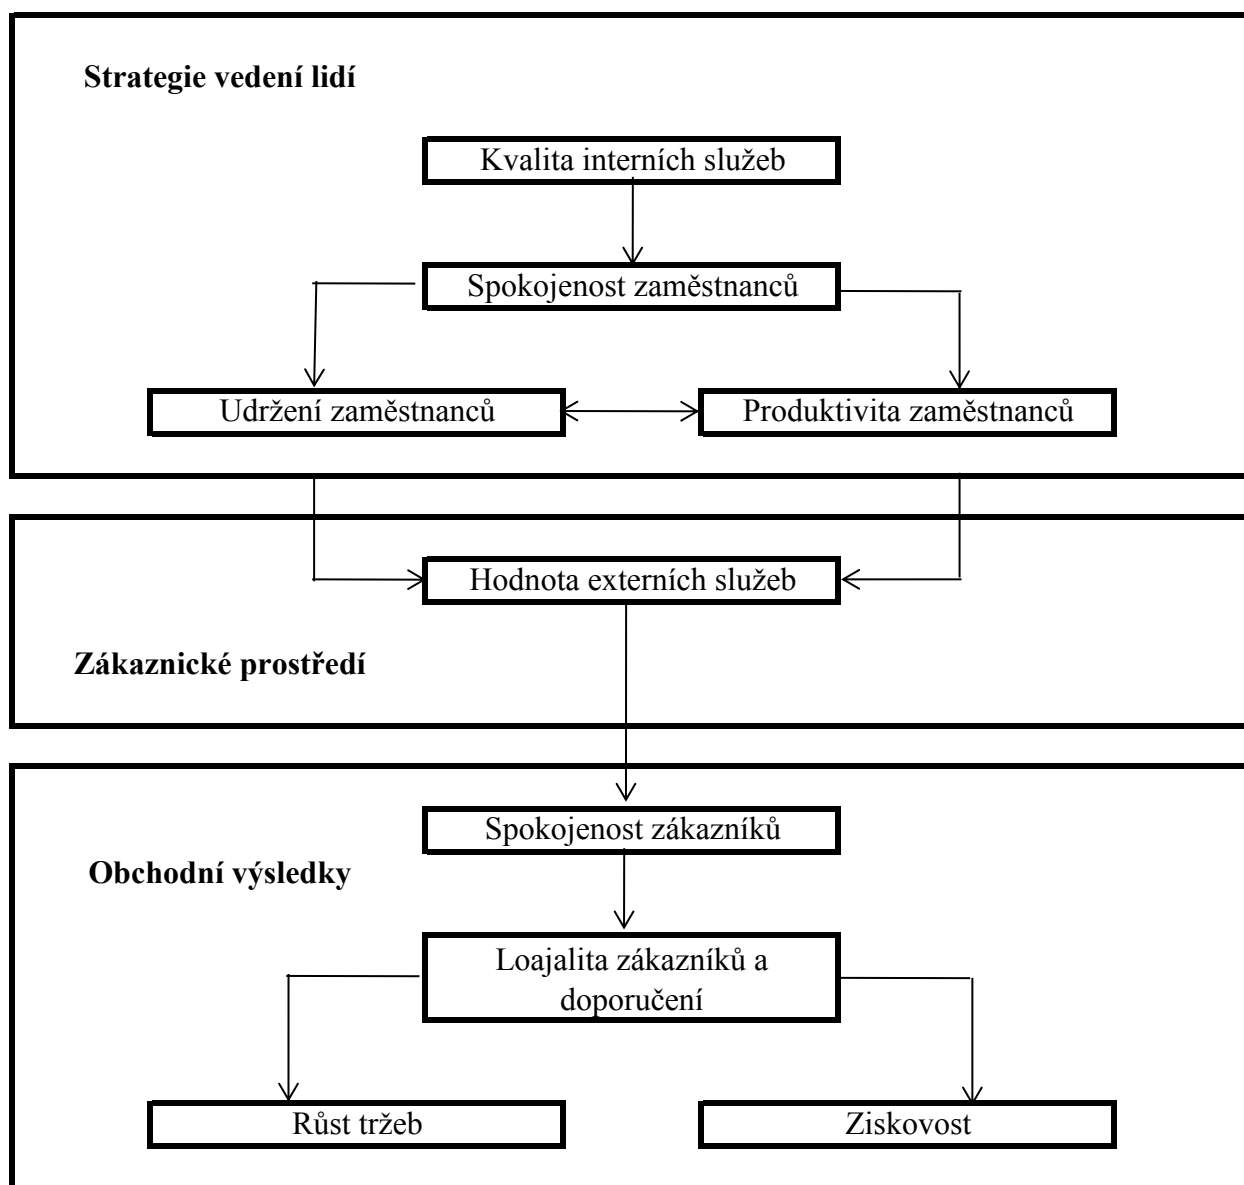 Strategie vedení lidí
Kvalita interních služeb
Spokojenost zaměstnanců
Udržení zaměstnanců
Produktivita zaměstnanců
Hodnota externích služeb
Zákaznické prostředí
Spokojenost zákazníků
Obchodní výsledky
Loajalita zákazníků a
doporučení
Růst tržeb
Ziskovost